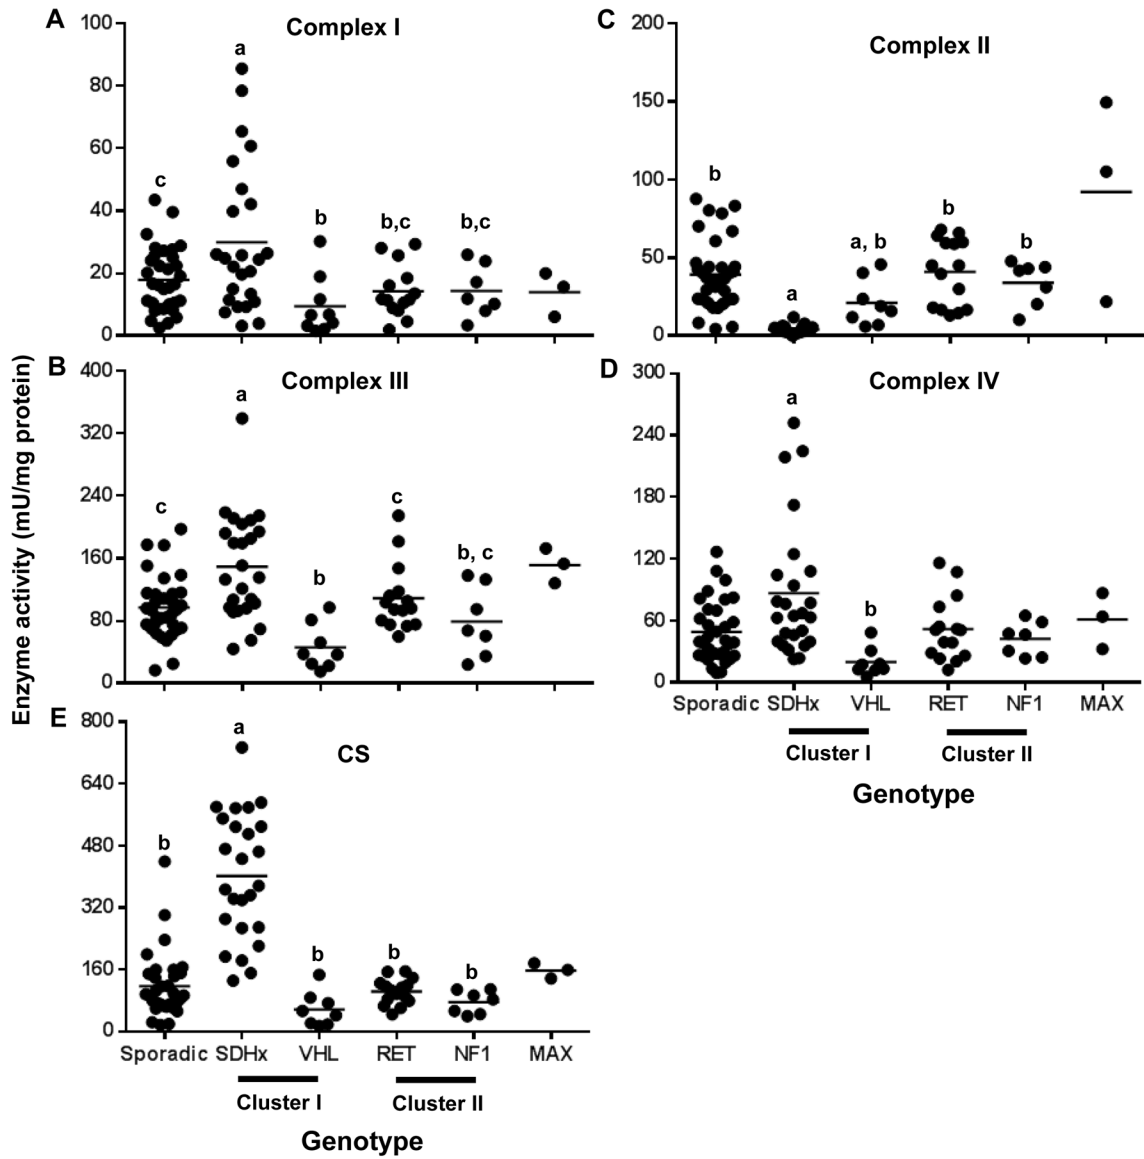 A
Complex I
100
80
60
40
20
0
c
a
b
b,c
b,c
C
Complex II
200
150
100
50
0
b
a
a, b
b
b
Enzyme activity (mU/mg protein)
B
Complex III
400
320
240
160
80
0
c
a
b
c
b, c
D
Complex IV
300
240
180
120
60
0
a
b
Sporadic SDHx VHL RET NF1 MAX
Cluster I Cluster II
Genotype
E
CS
800
640
480
320
160
0
b
a
b
b
b
Sporadic SDHx VHL RET NF1 MAX
Cluster I Cluster II
Genotype